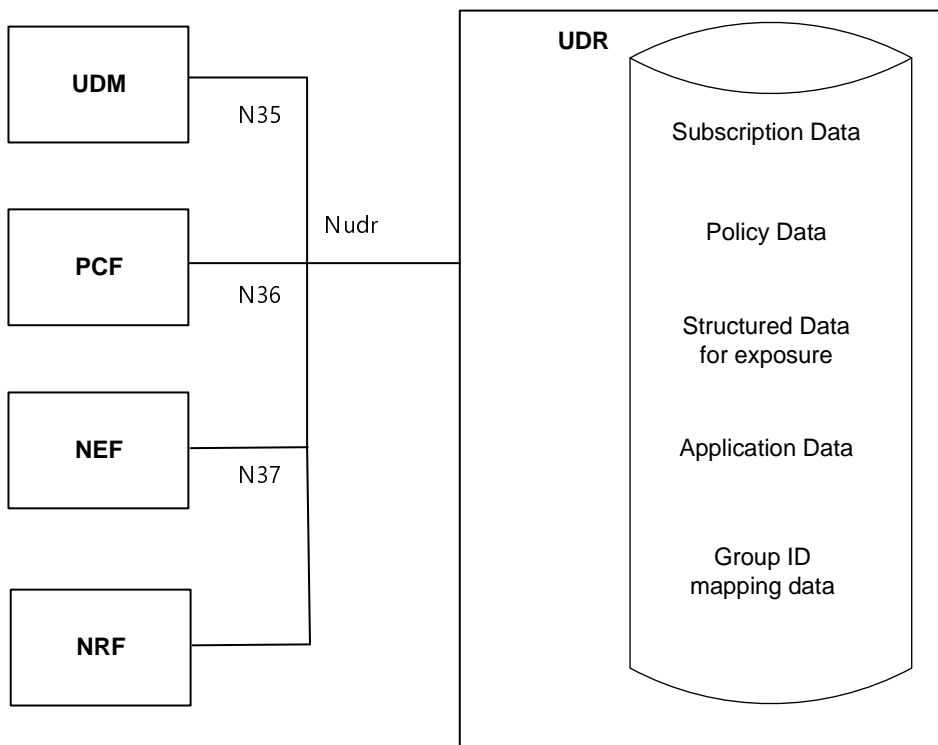 UDM
N35
PCF
N36
Nudr
NEF
N37
NRF
UDR
Subscription Data
Policy Data
Structured Data
for exposure
Application Data
Group ID
mapping data